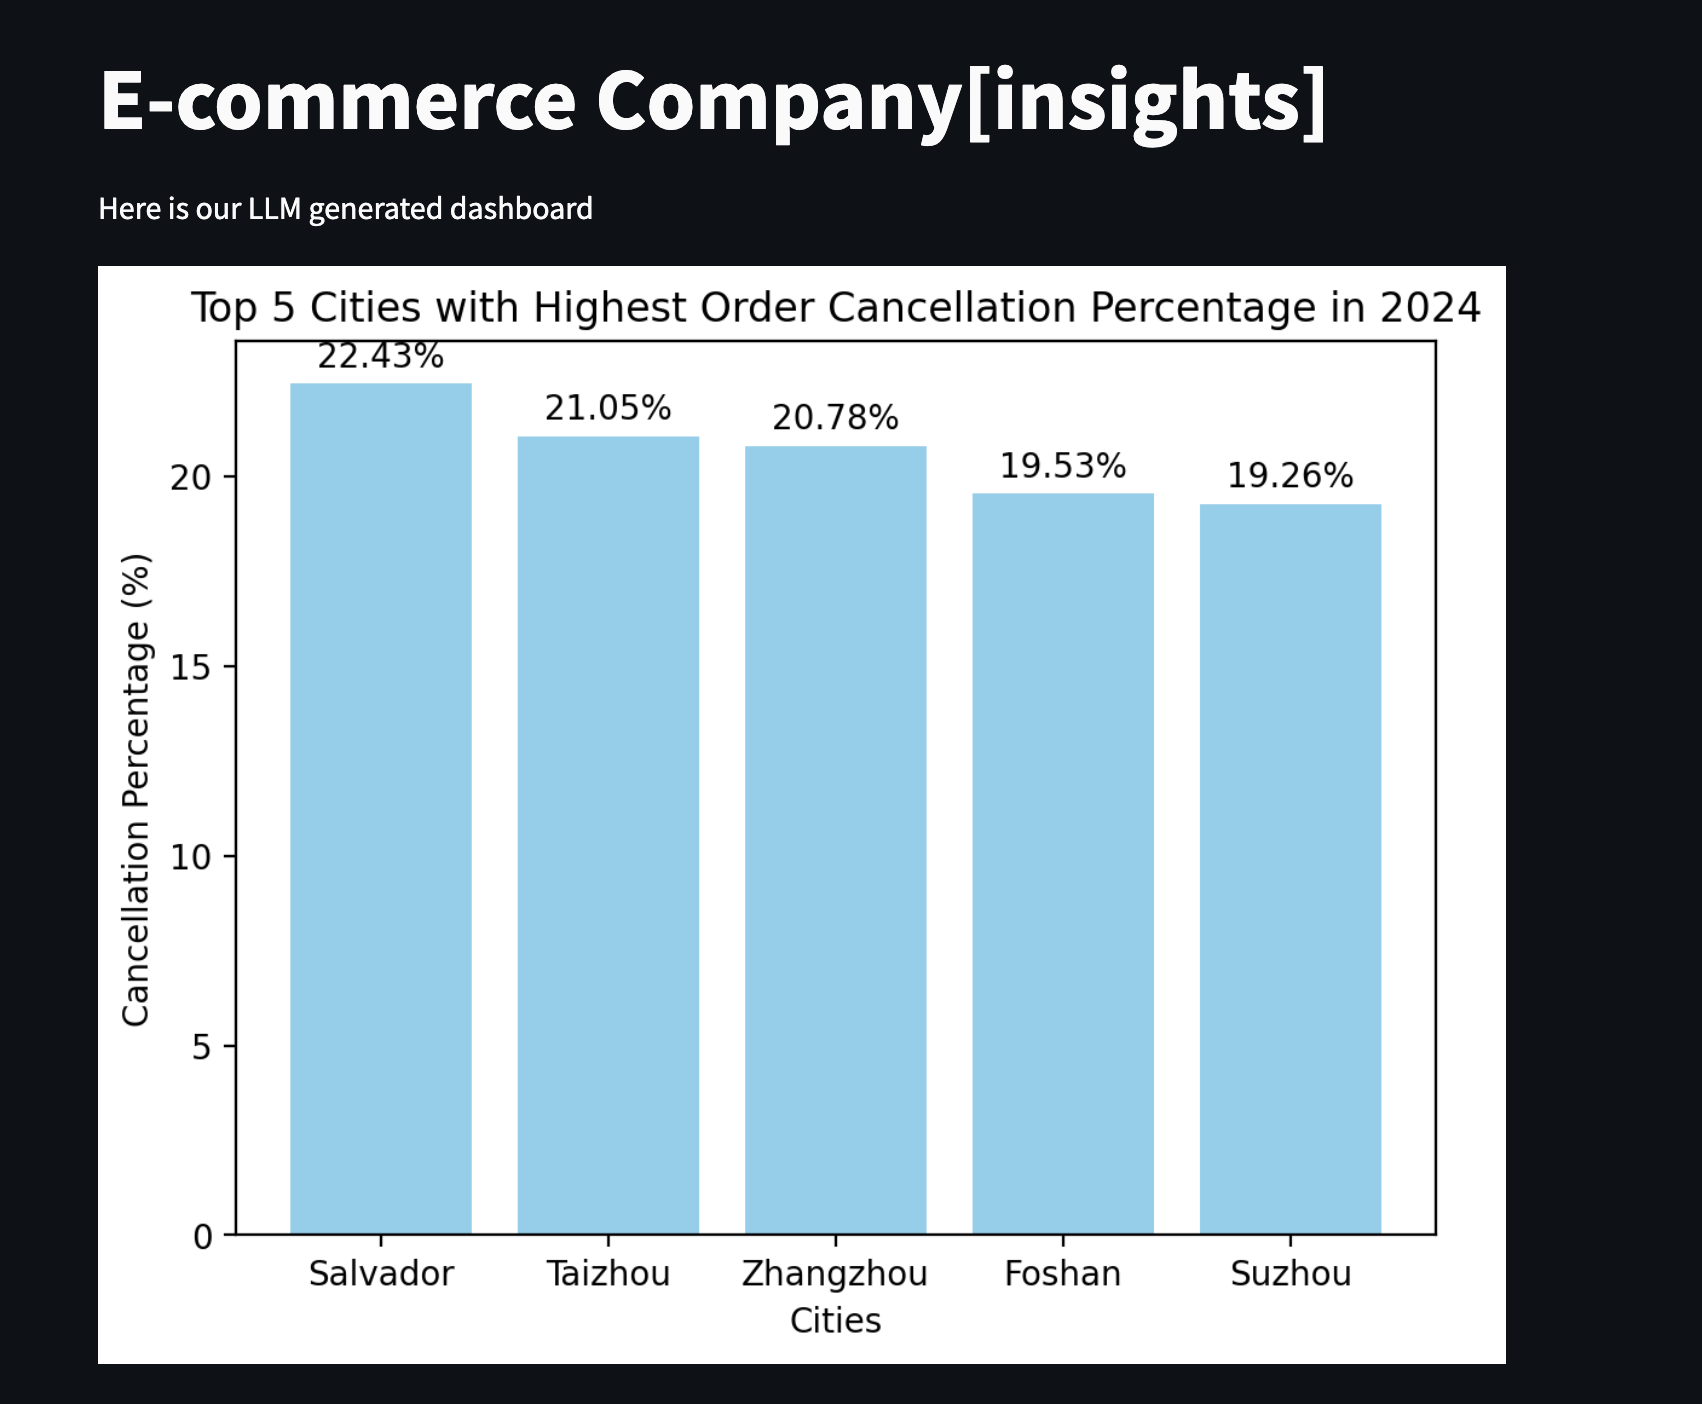 E-commerce Company[insights]
Here is our LLM generated dashboard
Top 5 Cities with Highest Order Cancellation Percentage in 2024
22.43%
21.05%
20.78%
19.53%
19.26%
Cancellation Percentage (%)
20
15
10
5
0
Salvador
Taizhou
Zhangzhou
Foshan
Suzhou
Cities